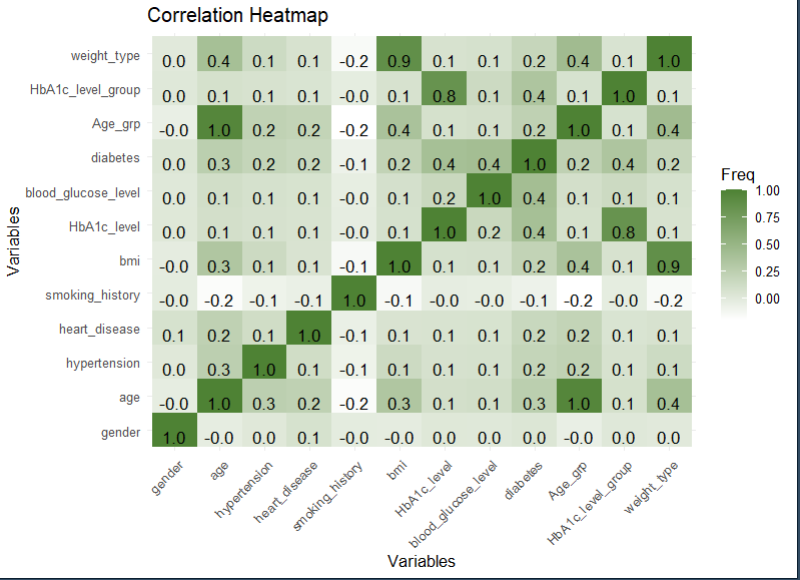 Correlation Heatmap
weight_type 0.0 0.4 0.1 0.1 -0.2 0.9 0.1 0.1 0.2 0.4 0.1 1.0
HbA1c_level_group 0.0 0.1 0.1 0.1 -0.0 0.1 0.8 0.1 0.4 0.1 1.0 0.1
Age_grp -0.0 1.0 0.2 0.2 -0.2 0.4 0.1 0.1 0.2 1.0 0.1 0.4
diabetes 0.0 0.3 0.2 0.2 -0.1 0.2 0.4 0.4 1.0 0.2 0.4 0.2
blood_glucose_level 0.0 0.1 0.1 0.1 -0.0 0.1 0.2 1.0 0.4 0.1 0.1 0.1
HbA1c_level 0.0 0.1 0.1 0.1 -0.0 0.1 1.0 0.2 0.4 0.1 0.8 0.1
bmi -0.0 0.3 0.1 0.1 -0.1 1.0 0.1 0.1 0.2 0.4 0.1 0.9
smoking_history -0.0 -0.2 -0.1 -0.1 1.0 -0.1 -0.0 -0.0 -0.1 -0.2 -0.0 -0.2
heart_disease 0.1 0.2 0.1 1.0 -0.1 0.1 0.1 0.1 0.2 0.2 0.1 0.1
hypertension 0.0 0.3 1.0 0.1 -0.1 0.1 0.1 0.1 0.2 0.2 0.1 0.1
age -0.0 1.0 0.3 0.2 -0.2 0.3 0.1 0.1 0.3 1.0 0.1 0.4
gender 1.0 -0.0 0.0 0.1 -0.0 -0.0 0.0 0.0 0.0 -0.0 0.0 0.0
gender age hypertension heart_disease smoking_history bmi HbA1c_level blood_glucose_level diabetes Age_grp HbA1c_level_group weight_type
Variables
Variables
Freq
1.00
0.75
0.50
0.25
0.00